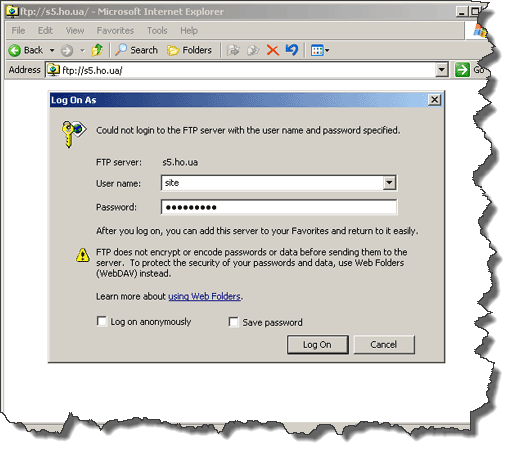 ftp://s5.ho.ua/ - Microsoft Internet Explorer
File Edit View Favorites Tools Help
Back Search Folders
Address ftp://s5.ho.ua/ Go
Log On As
Could not login to the FTP server with the user name and password specified.
FTP server: s5.ho.ua
User name: site
Password: •••••••••
After you log on, you can add this server to your Favorites and return to it easily.
FTP does not encrypt or encode passwords or data before sending them to the
server. To protect the security of your passwords and data, use Web Folders
(WebDAV) instead.
Learn more about using Web Folders.
Log on anonymously Save password
Log On Cancel